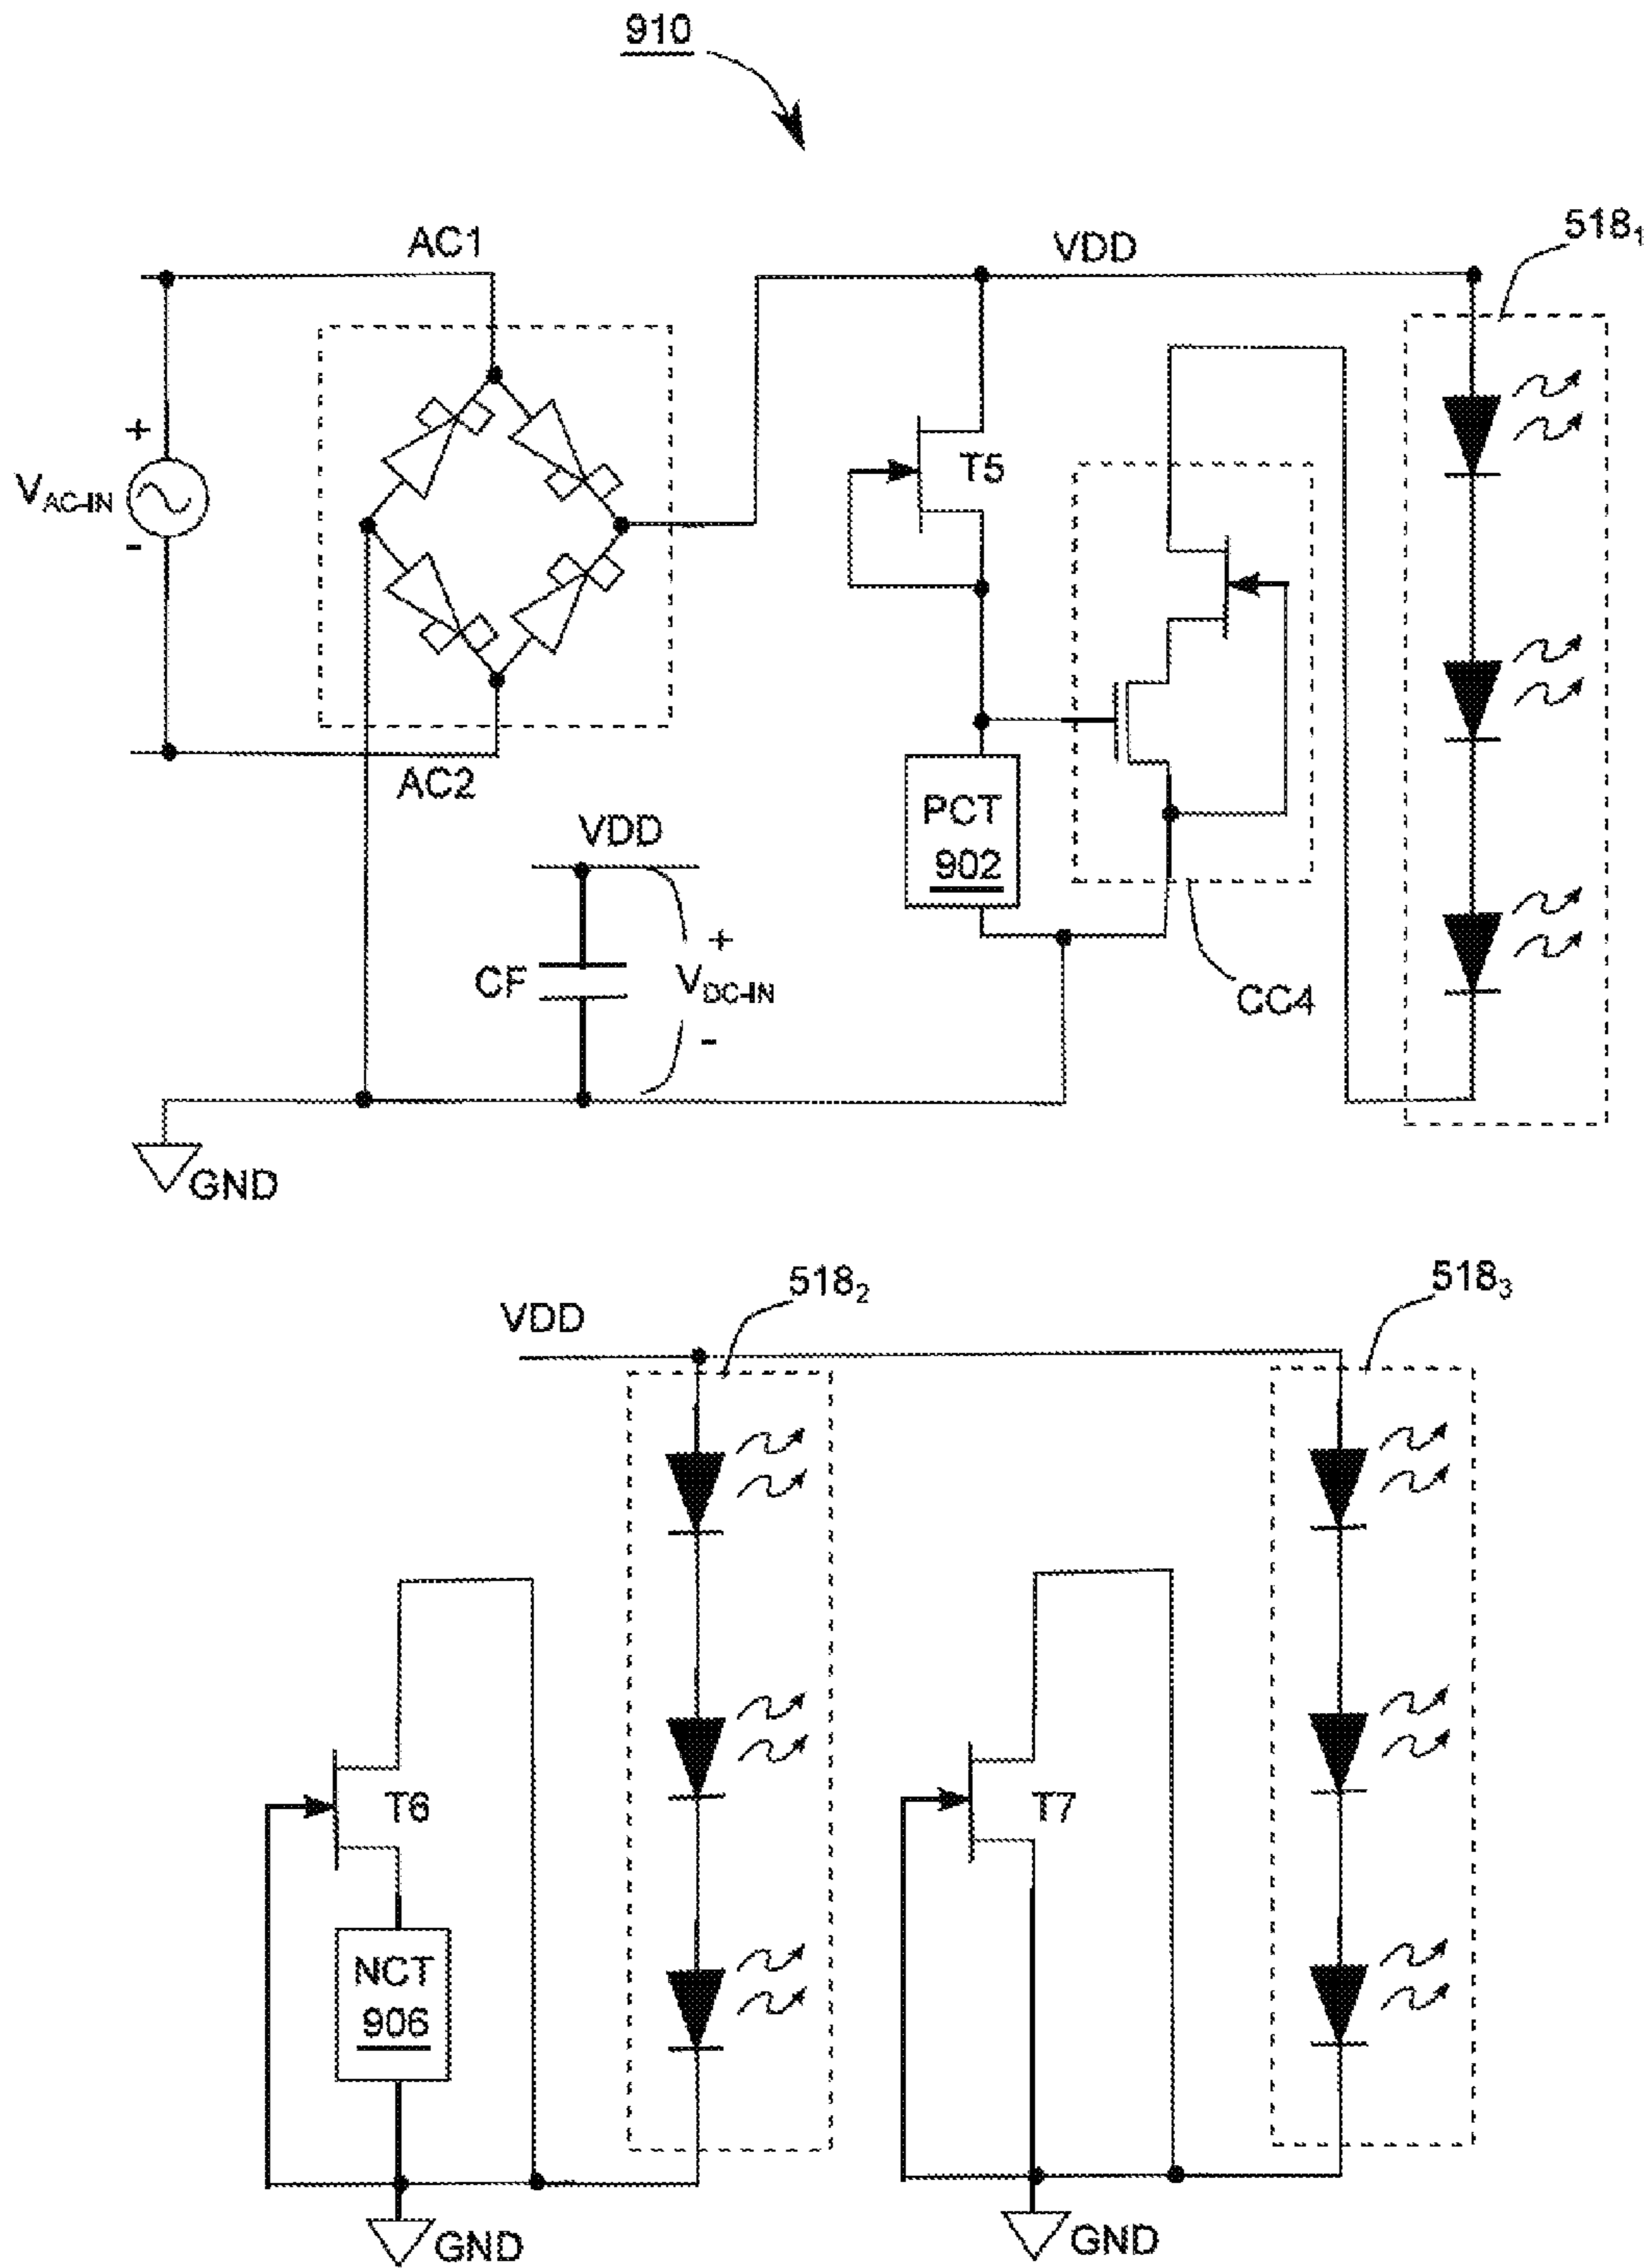 910
AC1
VDD
518₁
+
V_AC-IN
-
T5
AC2
VDD
PCT
902
CF
+
V_DC-IN
-
CC4
GND
VDD
518₂
518₃
T6
T7
NCT
906
GND
GND